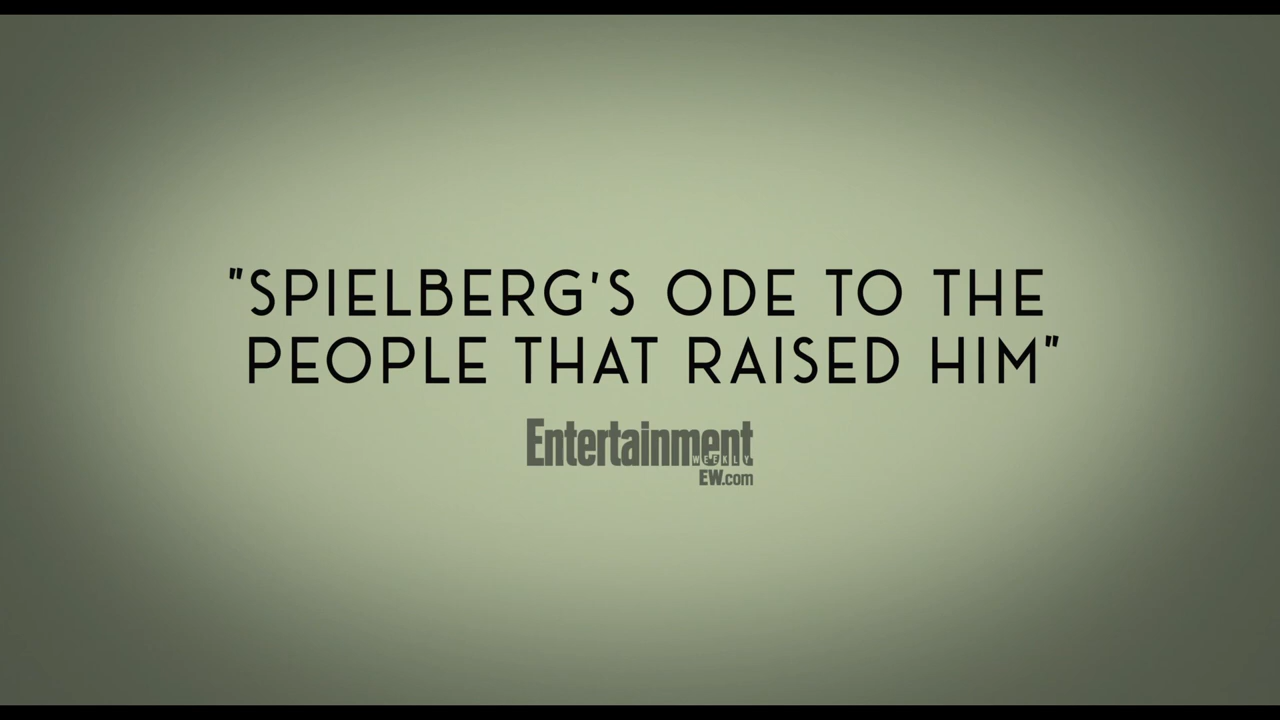 "SPIELBERG'S ODE TO THE
PEOPLE THAT RAISED HIM"
Entertainment
WEEKLY
EW.com